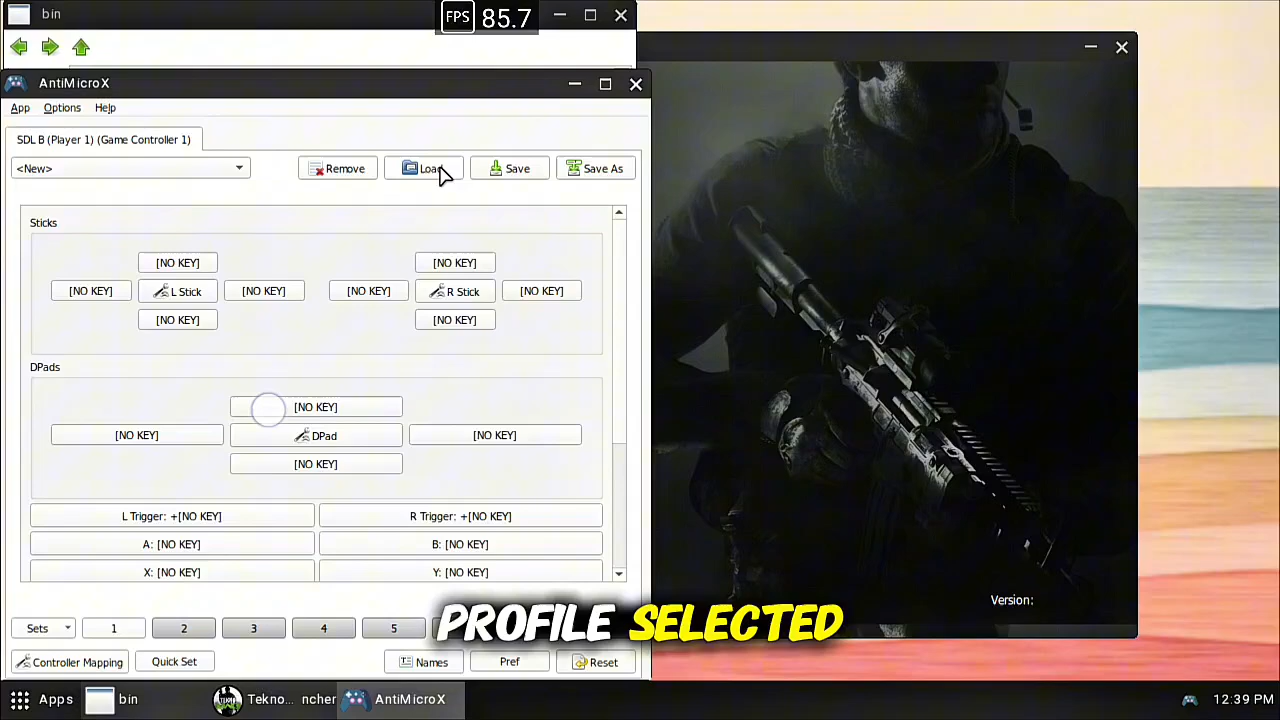 bin
FPS 85.7
AntiMicroX
App Options Help
SDL B (Player 1) (Game Controller 1)
<New>
Remove
Save
Save As
Sticks
[NO KEY] [NO KEY]
[NO KEY] L Stick [NO KEY] [NO KEY] R Stick [NO KEY]
[NO KEY] [NO KEY]
DPads
[NO KEY]
[NO KEY] DPad [NO KEY]
[NO KEY]
L Trigger: +[NO KEY] R Trigger: +[NO KEY]
A: [NO KEY] B: [NO KEY]
X: [NO KEY] Y: [NO KEY]
Version:
PROFILE SELECTED
Sets 1 2 3 4 5
Controller Mapping Quick Set Names Pref Reset
Apps bin Tekno... ncher AntiMicroX 12:39 PM